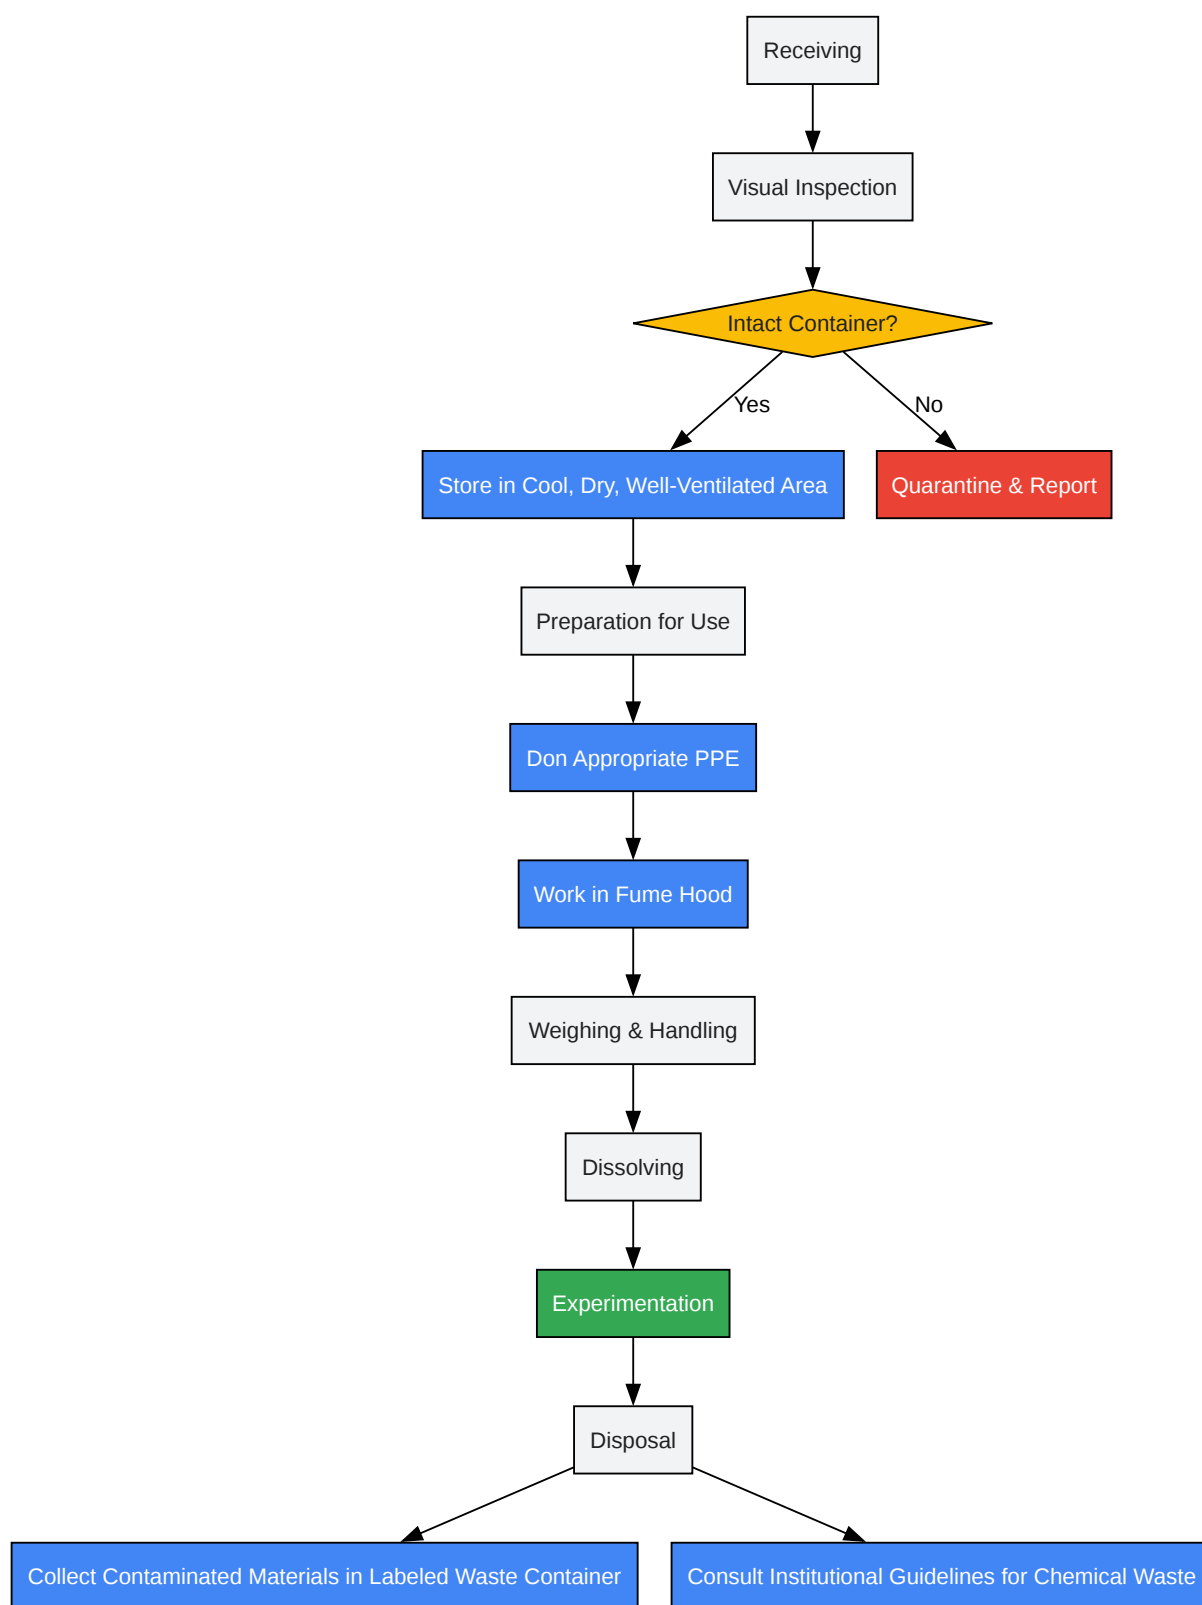 Receiving
Visual Inspection
Intact Container?
Yes
No
Store in Cool, Dry, Well-Ventilated Area
Quarantine & Report
Preparation for Use
Don Appropriate PPE
Work in Fume Hood
Weighing & Handling
Dissolving
Experimentation
Disposal
Collect Contaminated Materials in Labeled Waste Container
Consult Institutional Guidelines for Chemical Waste